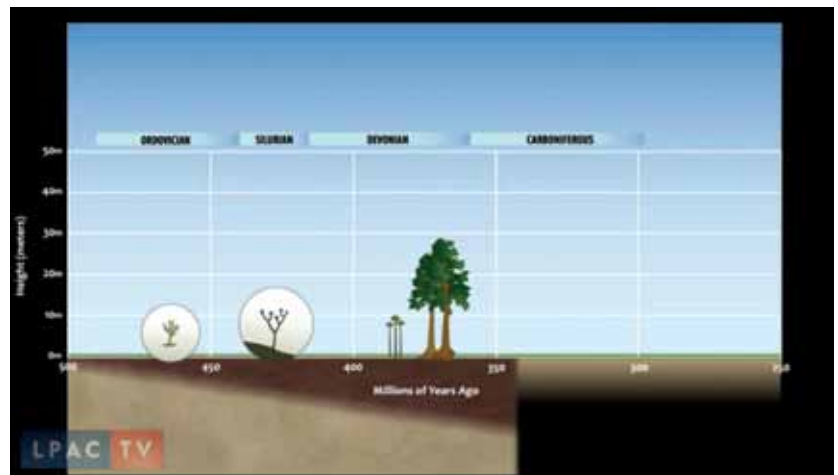 ORDOVICIAN SILURIAN DEVONIAN CARBONIFEROUS
50m
40m
30m
20m
10m
0m
Height (meters)
500 450 400 350 300 250
Millions of Years Ago
LPAC TV